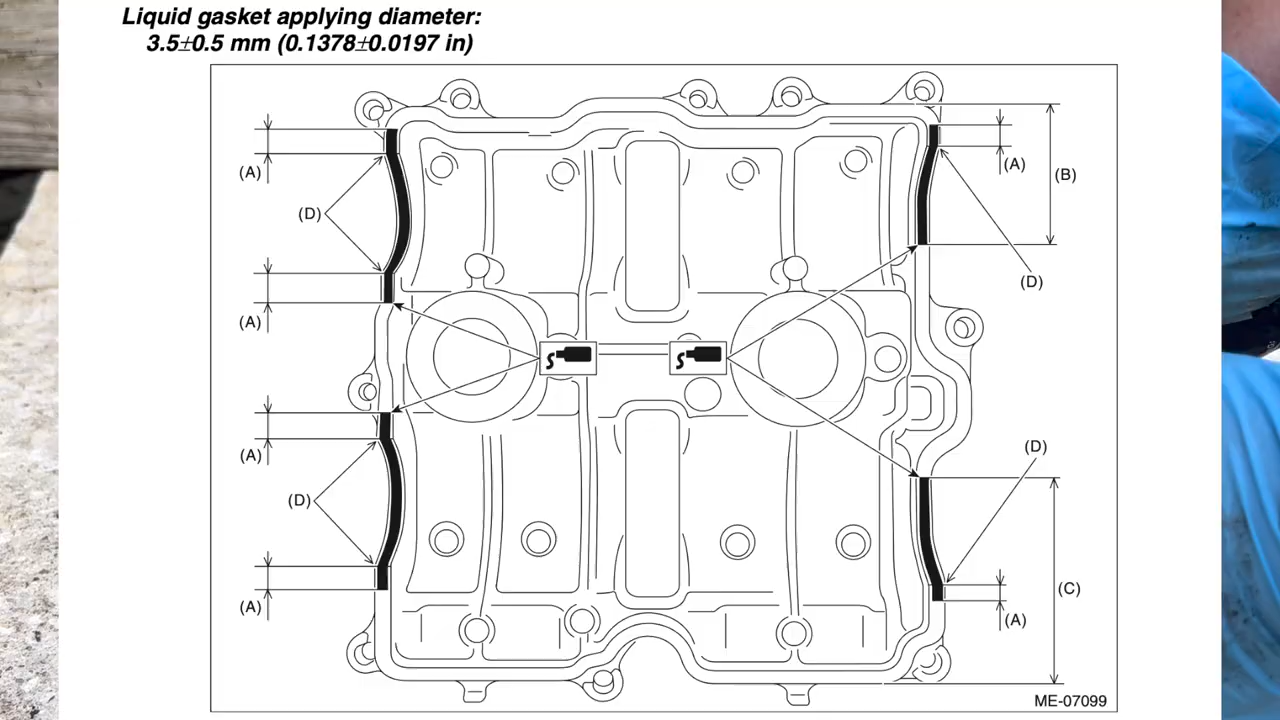 Liquid gasket applying diameter:
3.5±0.5 mm (0.1378±0.0197 in)
(A)
(A)
(B)
(D)
(D)
(A)
(D)
(A)
(D)
(A)
(C)
(A)
ME-07099